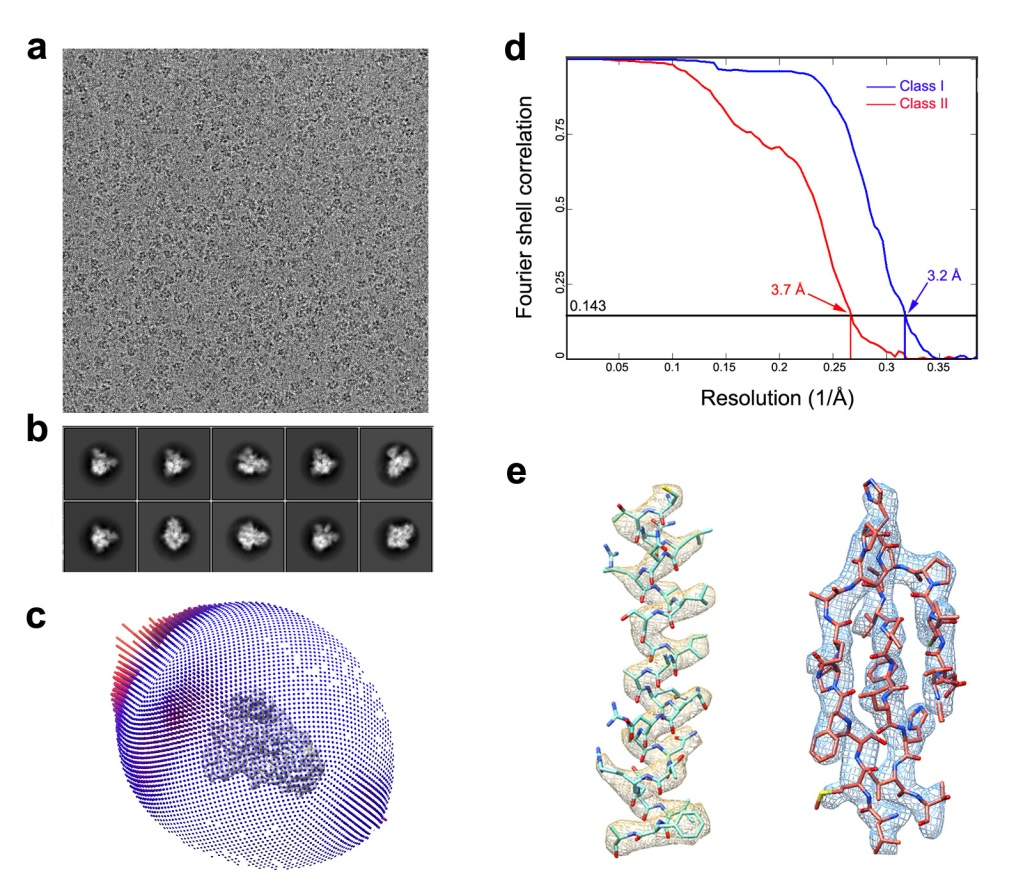 a
b
c
d
Fourier shell correlation
0.75
0.5
0.25
0
Class I
Class II
0.143
3.7 Å
3.2 Å
0.05 0.1 0.15 0.2 0.25 0.3 0.35
Resolution (1/Å)
e